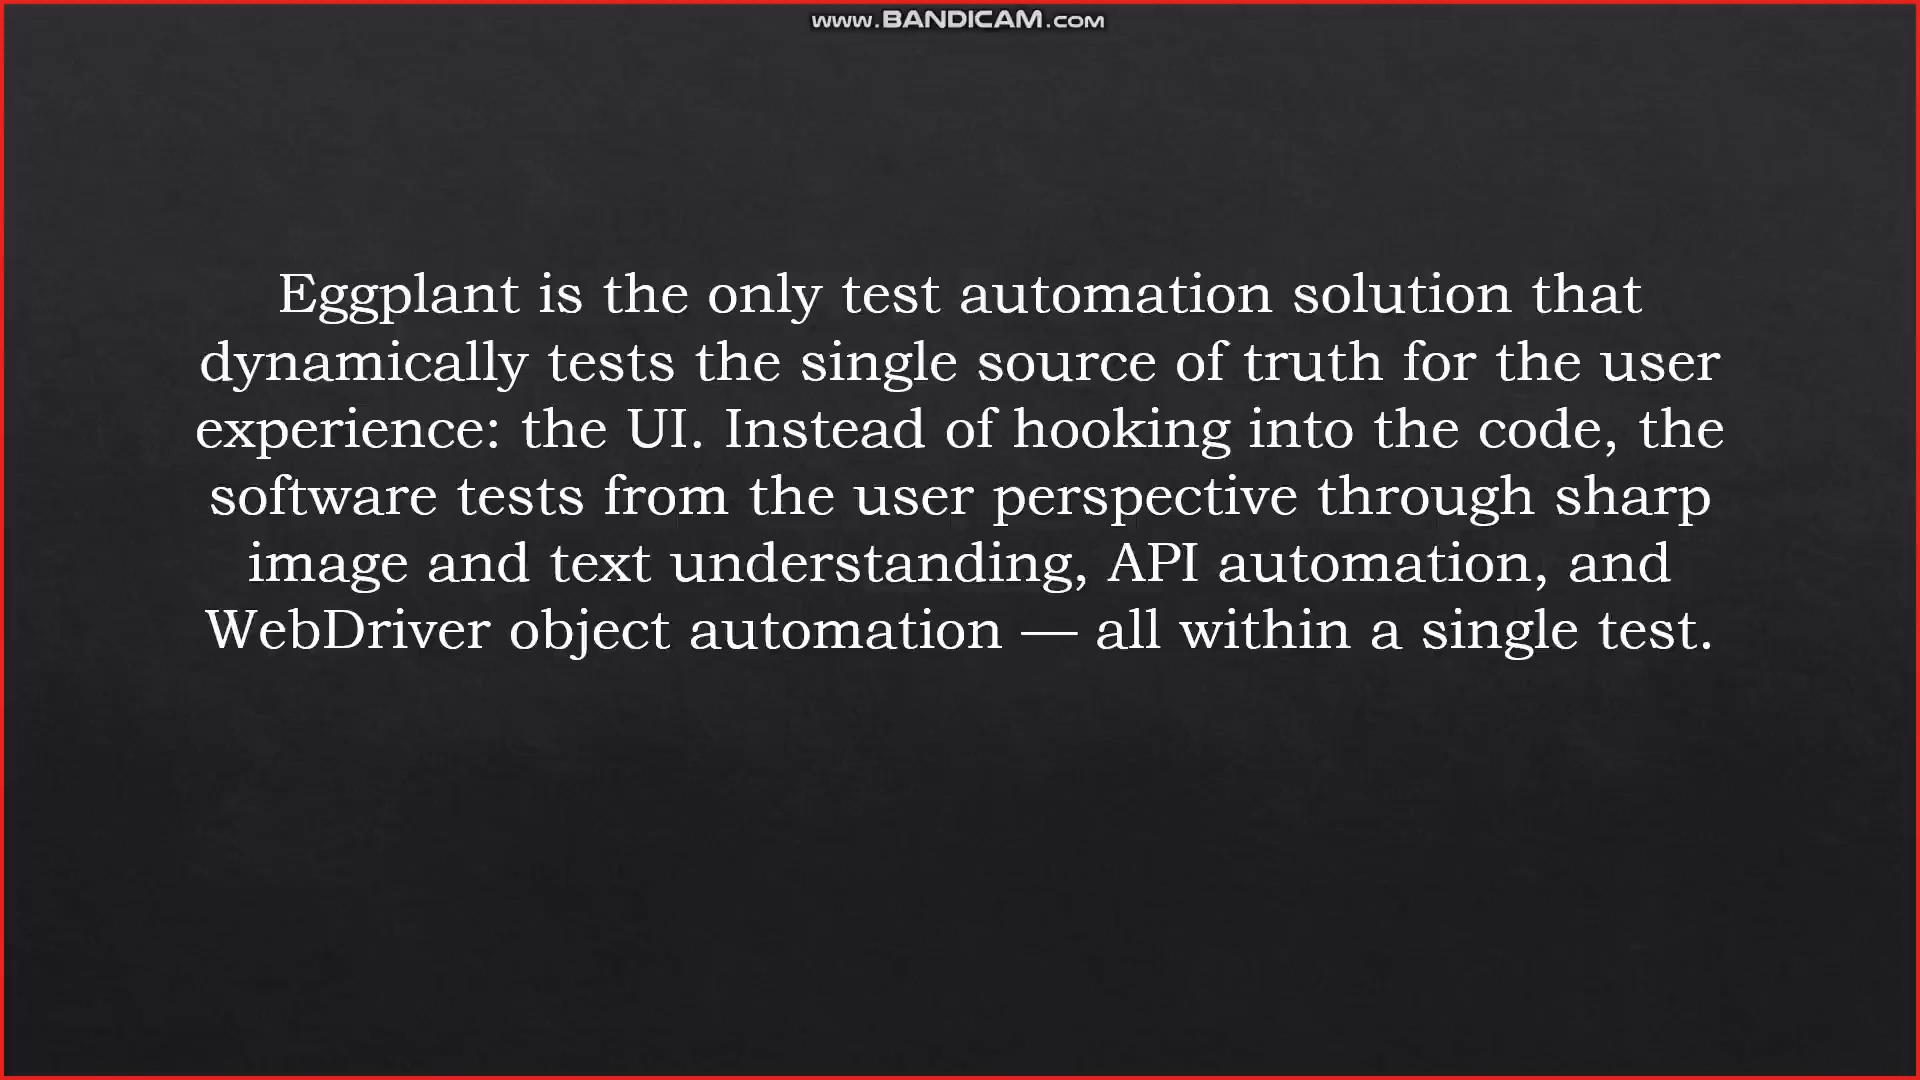 www.BANDICAM.com
Eggplant is the only test automation solution that
dynamically tests the single source of truth for the user
experience: the UI. Instead of hooking into the code, the
software tests from the user perspective through sharp
image and text understanding, API automation, and
WebDriver object automation — all within a single test.